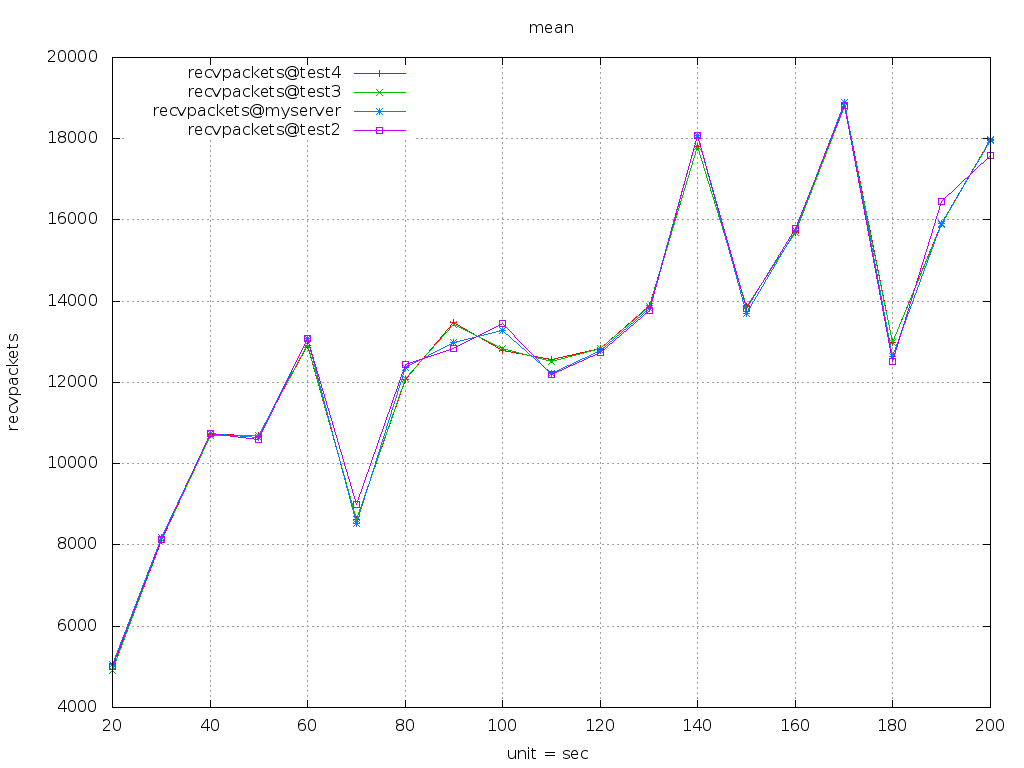 mean
20000
18000
16000
14000
12000
10000
8000
6000
4000
recvpackets@test4
recvpackets@test3
recvpackets@myserver
recvpackets@test2
recvpackets
20 40 60 80 100 120 140 160 180 200
unit = sec